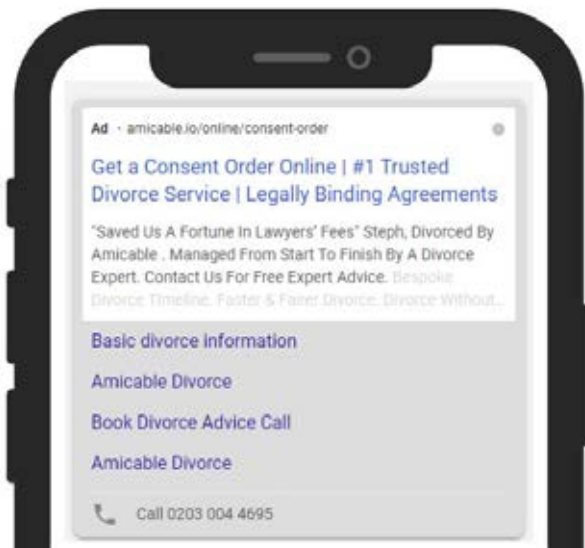 Ad · amicable.io/online/consent-order
Get a Consent Order Online | #1 Trusted
Divorce Service | Legally Binding Agreements
"Saved Us A Fortune In Lawyers' Fees" Steph, Divorced By
Amicable . Managed From Start To Finish By A Divorce
Expert. Contact Us For Free Expert Advice. Bespoke
Divorce Timeline. Faster & Fairer Divorce. Divorce Without..
Basic divorce information
Amicable Divorce
Book Divorce Advice Call
Amicable Divorce
Call 0203 004 4695